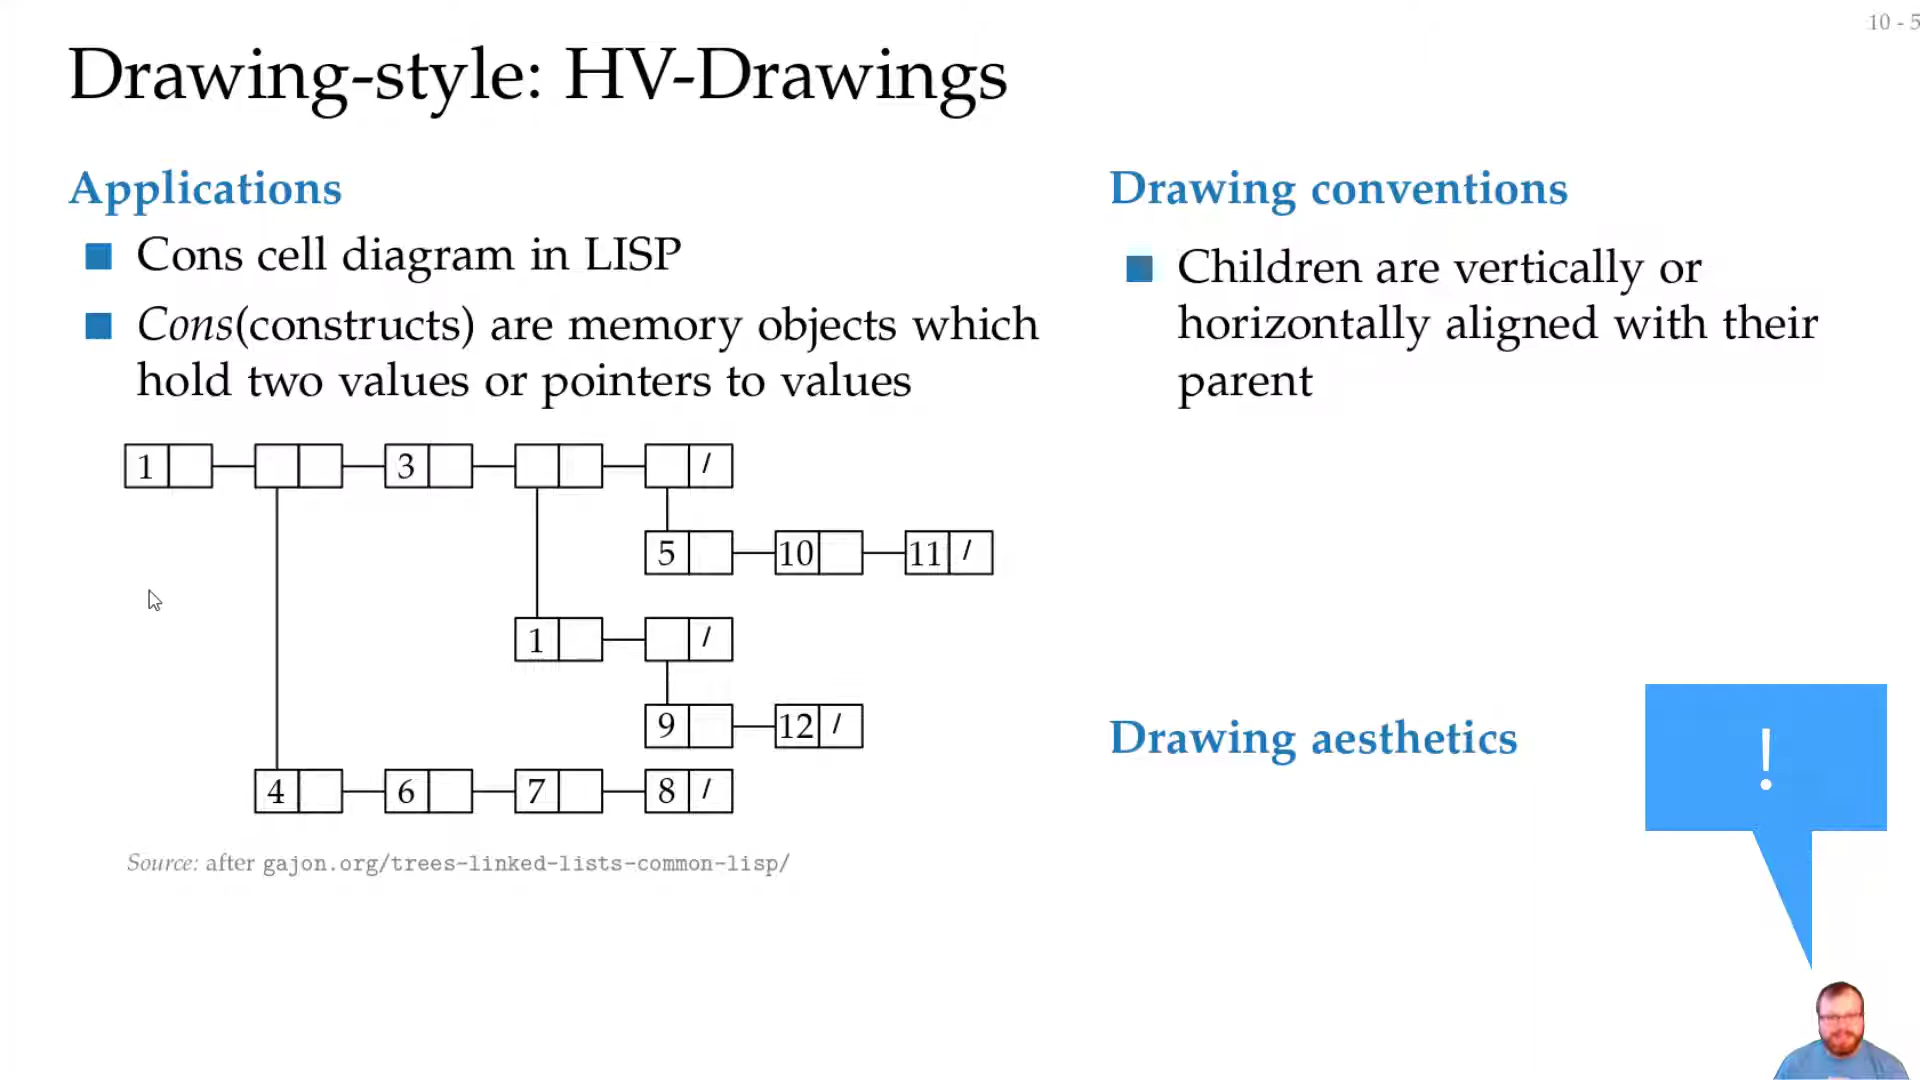 10 - 5
Drawing-style: HV-Drawings
Applications
Cons cell diagram in LISP
Cons(constructs) are memory objects which
hold two values or pointers to values
1 3 /
5 10 11 /
1 /
9 12 /
4 6 7 8 /
Source: after gajon.org/trees-linked-lists-common-lisp/
Drawing conventions
Children are vertically or
horizontally aligned with their
parent
Drawing aesthetics
!